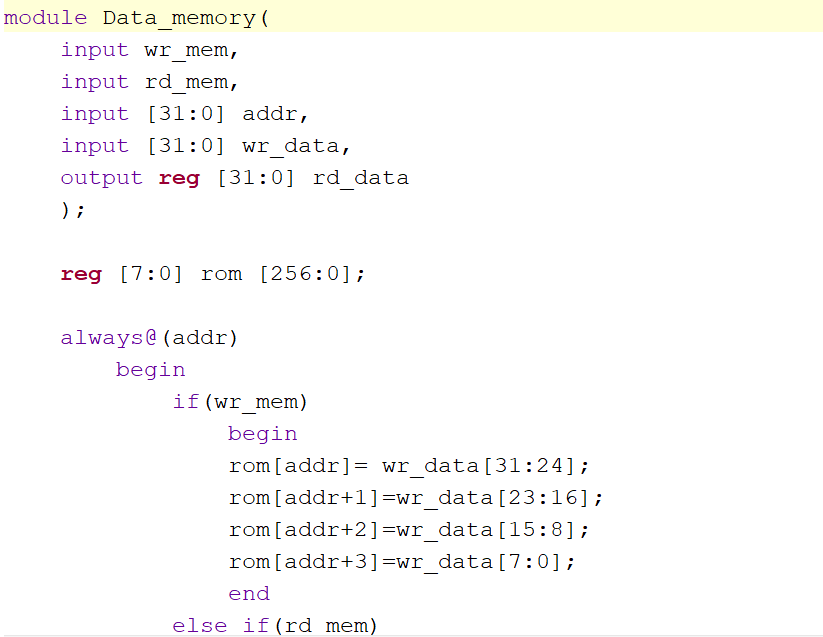 module Data_memory(
input wr_mem,
input rd_mem,
input [31:0] addr,
input [31:0] wr_data,
output reg [31:0] rd_data
);
reg [7:0] rom [256:0];
always@(addr)
begin
if(wr_mem)
begin
rom[addr]= wr_data[31:24];
rom[addr+1]=wr_data[23:16];
rom[addr+2]=wr_data[15:8];
rom[addr+3]=wr_data[7:0];
end
else if(rd_mem)